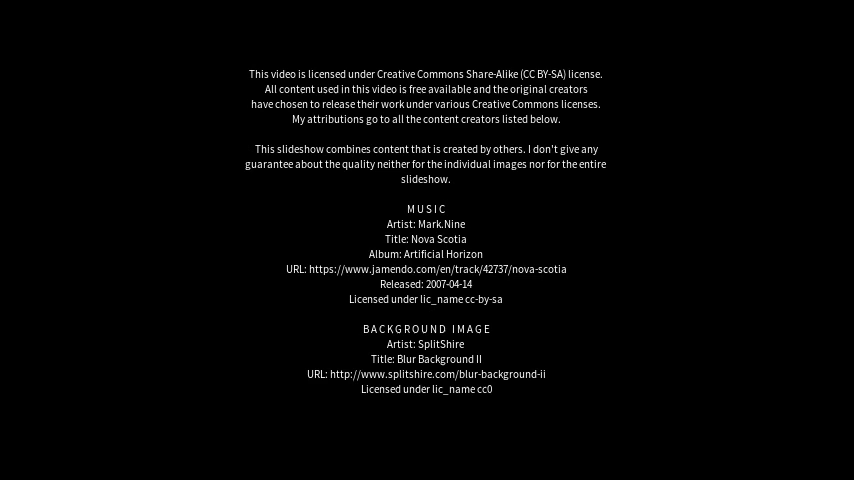 This video is licensed under Creative Commons Share-Alike (CC BY-SA) license.
All content used in this video is free available and the original creators
have chosen to release their work under various Creative Commons licenses.
My attributions go to all the content creators listed below.
This slideshow combines content that is created by others. I don't give any
guarantee about the quality neither for the individual images nor for the entire
slideshow.
MUSIC
Artist: Mark.Nine
Title: Nova Scotia
Album: Artificial Horizon
URL: https://www.jamendo.com/en/track/42737/nova-scotia
Released: 2007-04-14
Licensed under lic_name cc-by-sa
BACKGROUND IMAGE
Artist: SplitShire
Title: Blur Background II
URL: http://www.splitshire.com/blur-background-ii
Licensed under lic_name cc0